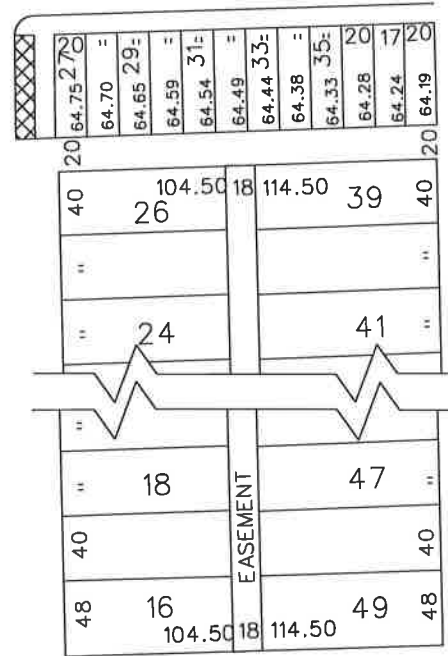 20 = = = = = = = = 20 17 20
27 29 31 33 35
64.75 64.70 64.65 64.59 64.54 64.49 64.44 64.38 64.33 64.28 64.24 64.19
20 20
40 104.50 18 114.50 39 40
26
= =
= 24 41
=
= 18 47 =
EASEMENT
40 40
48 16 49 48
104.50 18 114.50